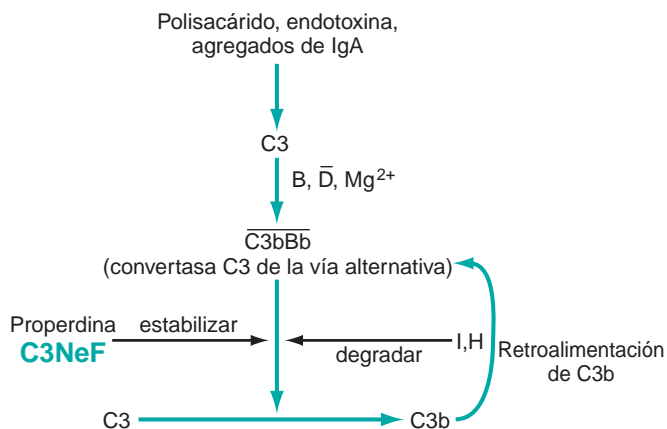 Polisacárido, endotoxina,
agregados de IgA
C3
B, D̅, Mg²⁺
C̅3̅b̅B̅b̅
(convertasa C3 de la vía alternativa)
Properdina
C3NeF
estabilizar
degradar
I,H
Retroalimentación
de C3b
C3
C3b